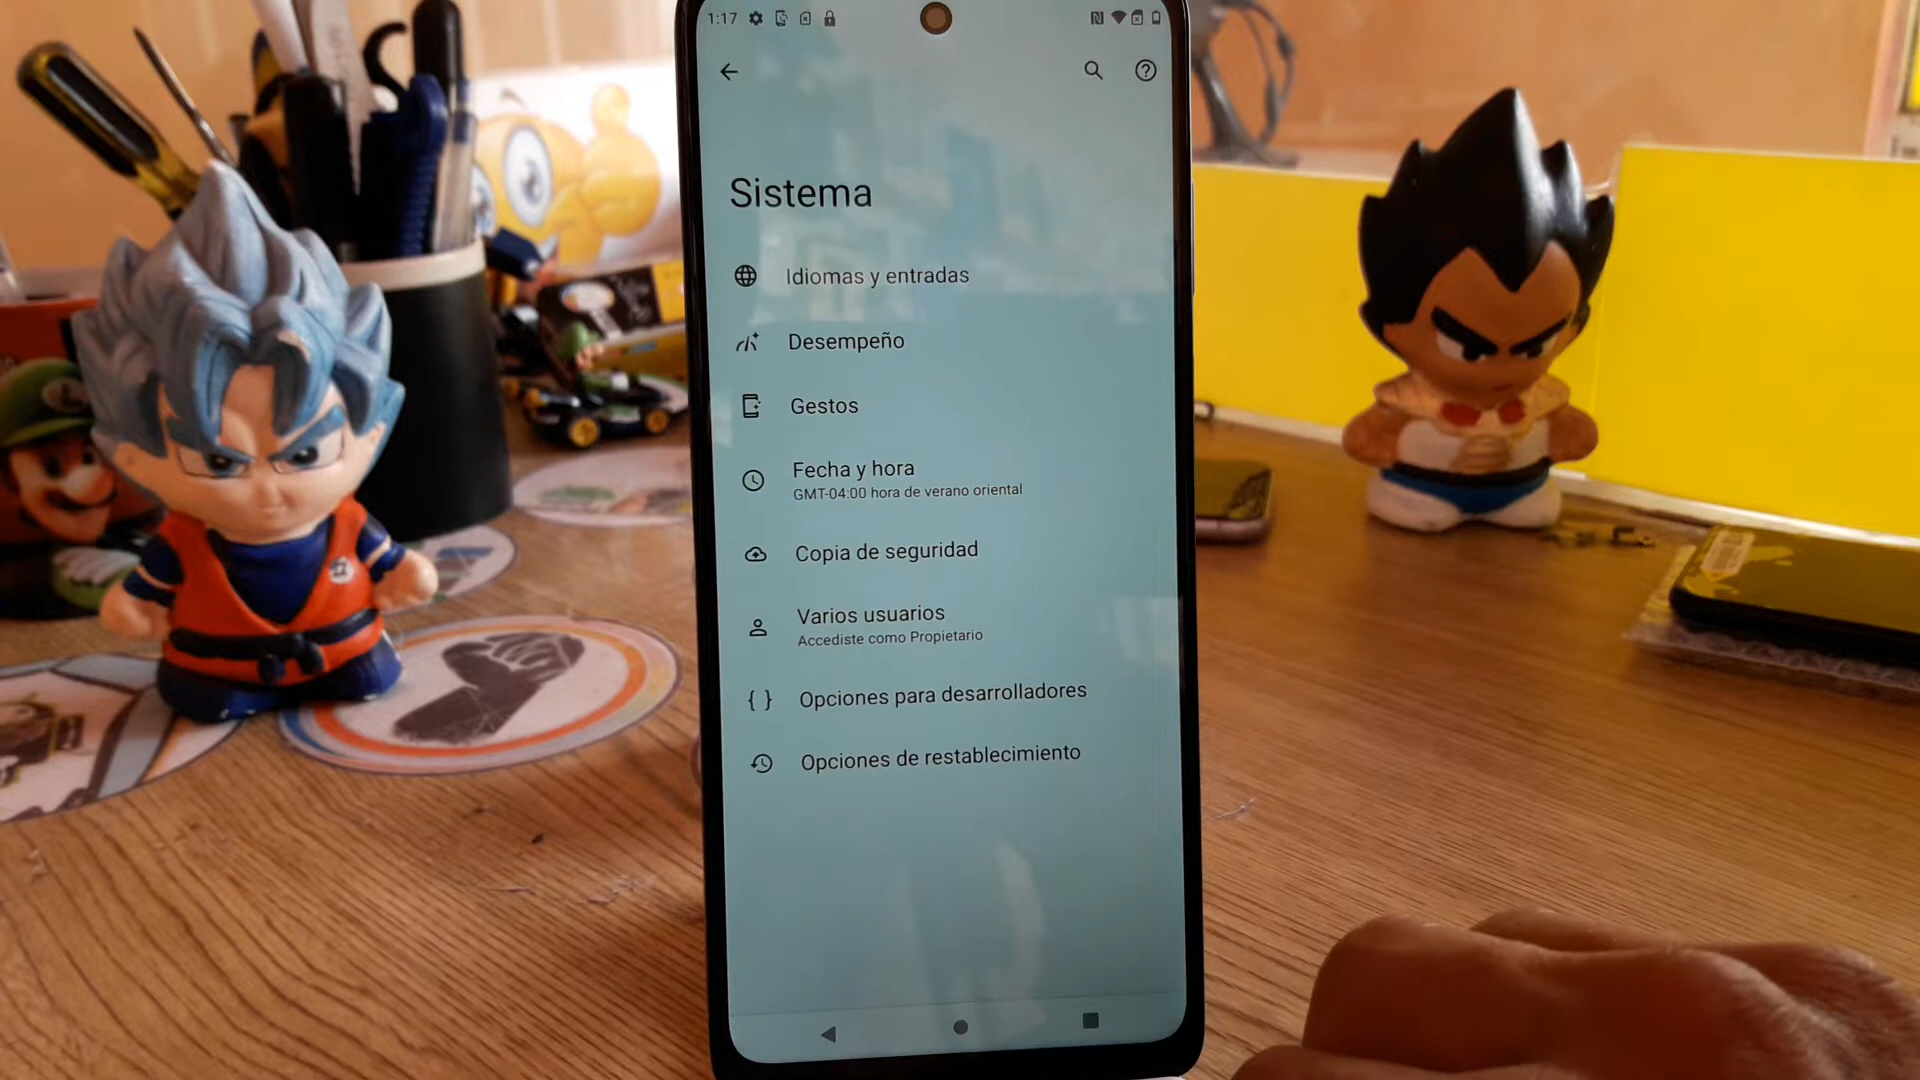 1:17
Sistema
Idiomas y entradas
Desempeño
Gestos
Fecha y hora
GMT-04:00 hora de verano oriental
Copia de seguridad
Varios usuarios
Accediste como Propietario
Opciones para desarrolladores
Opciones de restablecimiento